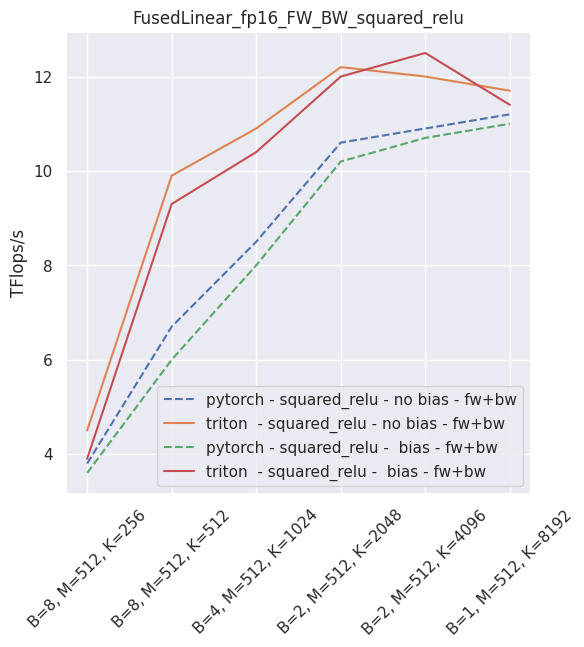 FusedLinear_fp16_FW_BW_squared_relu
TFlops/s
12
10
8
6
4
pytorch - squared_relu - no bias - fw+bw
triton  - squared_relu - no bias - fw+bw
pytorch - squared_relu -  bias - fw+bw
triton  - squared_relu -  bias - fw+bw
B=8, M=512, K=256
B=8, M=512, K=512
B=4, M=512, K=1024
B=2, M=512, K=2048
B=2, M=512, K=4096
B=1, M=512, K=8192